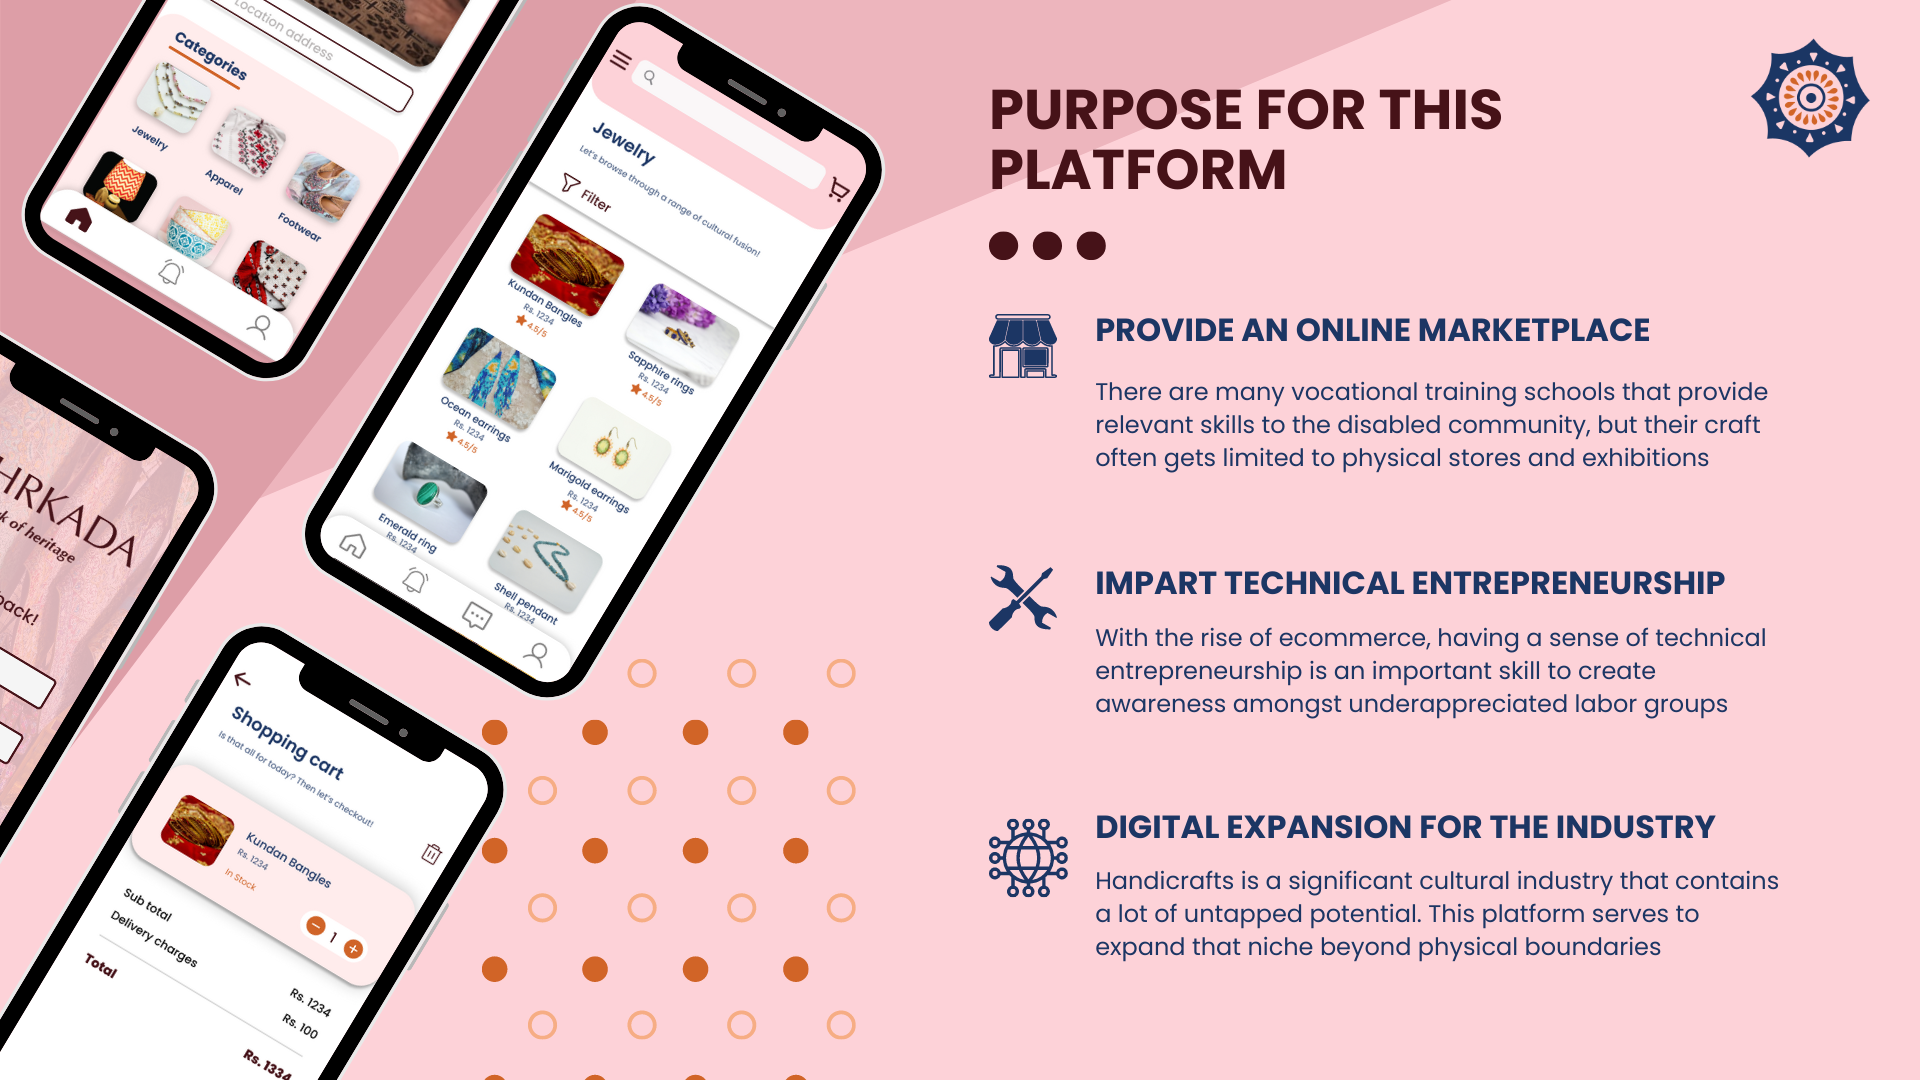 Location address
Categories
Jewelry
Apparel
Footwear
HRKADA
k of heritage
back!
Jewelry
Let's browse through a range of cultural fusion!
Filter
Kundan Bangles
Rs. 1234
4.5/5
Sapphire rings
Rs. 1234
4.5/5
Ocean earrings
Rs. 1234
4.5/5
Marigold earrings
Rs. 1234
4.5/5
Emerald ring
Rs. 1234
Shell pendant
Rs. 1234
Shopping cart
Is that all for today? Then let's checkout!
Kundan Bangles
Rs. 1234
In Stock
1
Sub total
Rs. 1234
Delivery charges
Rs. 100
Total
Rs. 1334
PURPOSE FOR THIS
PLATFORM
PROVIDE AN ONLINE MARKETPLACE
There are many vocational training schools that provide
relevant skills to the disabled community, but their craft
often gets limited to physical stores and exhibitions
IMPART TECHNICAL ENTREPRENEURSHIP
With the rise of ecommerce, having a sense of technical
entrepreneurship is an important skill to create
awareness amongst underappreciated labor groups
DIGITAL EXPANSION FOR THE INDUSTRY
Handicrafts is a significant cultural industry that contains
a lot of untapped potential. This platform serves to
expand that niche beyond physical boundaries